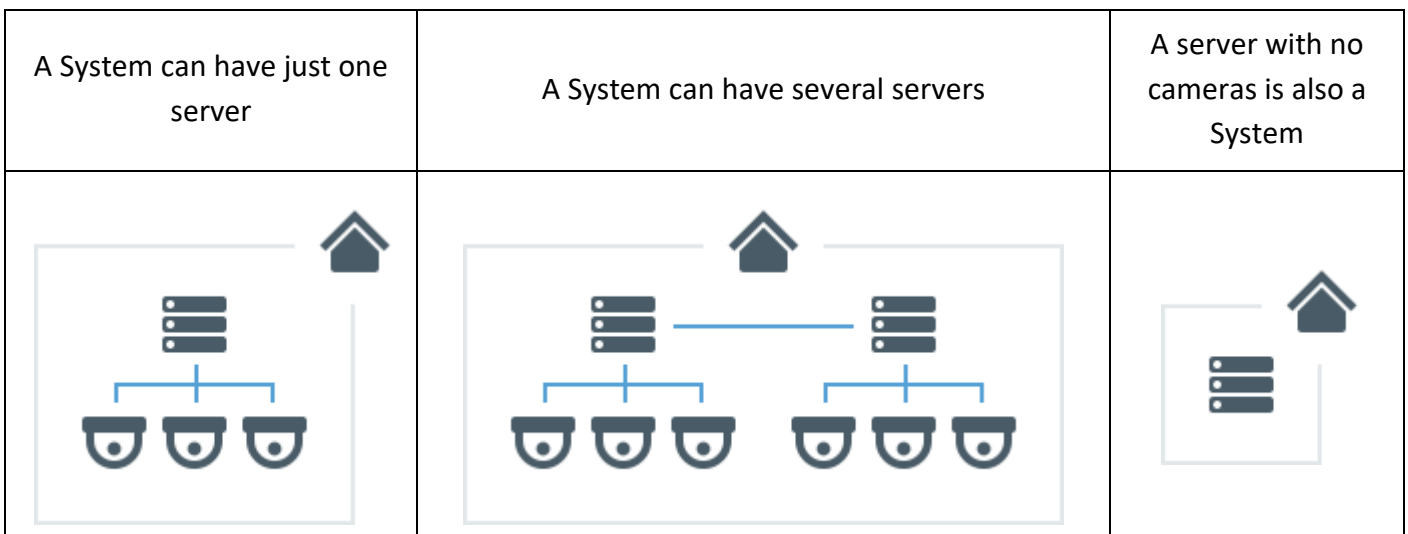 A System can have just one
server
A System can have several servers
A server with no
cameras is also a
System